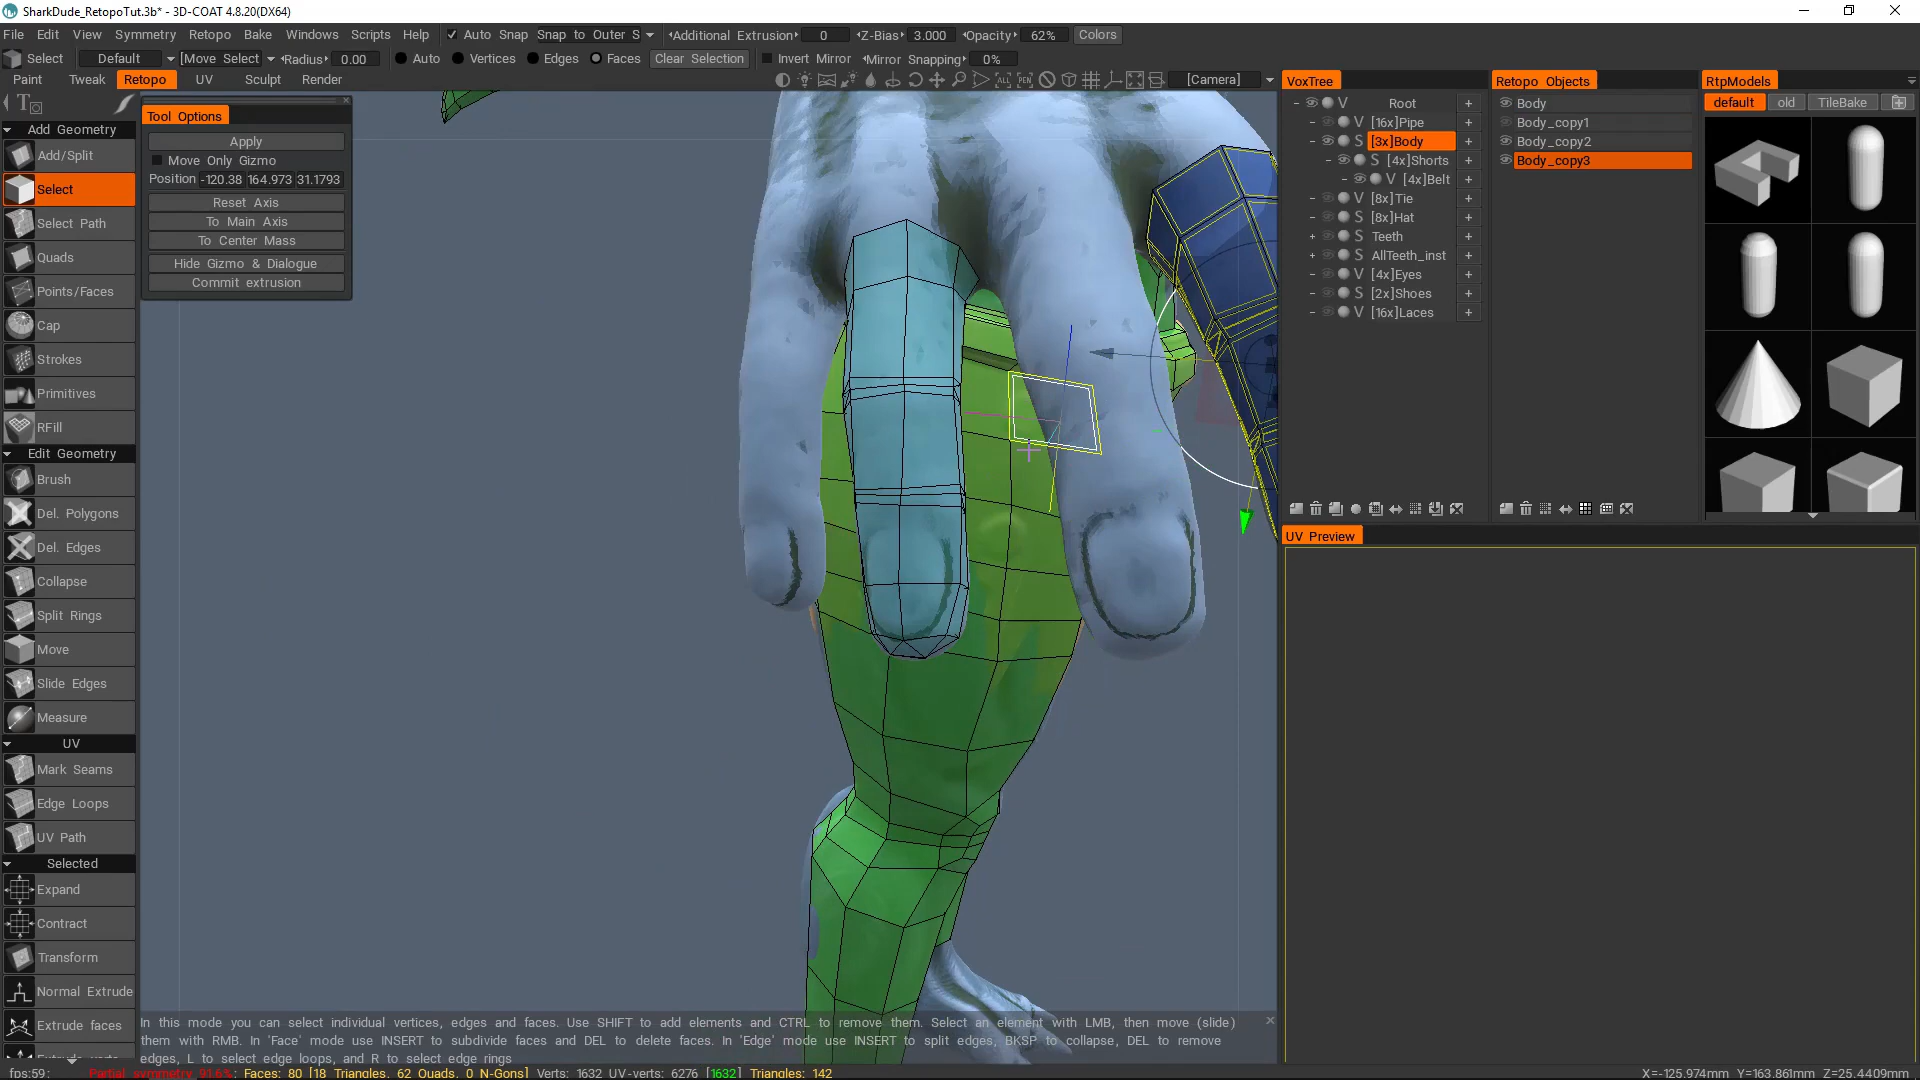 SharkDude_RetopoTut.3b* - 3D-COAT 4.8.20(DX64)
File Edit View Symmetry Retopo Bake Windows Scripts Help Auto Snap Snap to Outer S Additional Extrusion 0 Z-Bias 3.000 Opacity 62% Colors
Select Default [Move Select Radius 0.00 Auto Vertices Edges Faces Clear Selection Invert Mirror Mirror Snapping 0%
Paint Tweak Retopo UV Sculpt Render [Camera]
Tool Options
Apply
Move Only Gizmo
Position -120.38 164.973 31.1793
Reset Axis
To Main Axis
To Center Mass
Hide Gizmo & Dialogue
Commit extrusion
Add Geometry
Add/Split
Select
Select Path
Quads
Points/Faces
Cap
Strokes
Primitives
RFill
Edit Geometry
Brush
Del. Polygons
Del. Edges
Collapse
Split Rings
Move
Slide Edges
Measure
UV
Mark Seams
Edge Loops
UV Path
Selected
Expand
Contract
Transform
Normal Extrude
Extrude faces
VoxTree
V Root +
V [16x]Pipe +
S [3x]Body +
S [4x]Shorts +
V [4x]Belt +
S [8x]Tie +
S [8x]Hat +
S Teeth +
S AllTeeth_inst +
V [4x]Eyes +
S [2x]Shoes +
V [16x]Laces +
Retopo Objects
Body
Body_copy1
Body_copy2
Body_copy3
RtpModels
default old TileBake
UV Preview
In this mode you can select individual vertices, edges and faces. Use SHIFT to add elements and CTRL to remove them. Select an element with LMB, then move (slide)
them with RMB. In 'Face' mode use INSERT to subdivide faces and DEL to delete faces. In 'Edge' mode use INSERT to split edges, BKSP to collapse, DEL to remove
edges, L to select edge loops, and R to select edge rings
fps:59; Partial symmetry 91.6%; Faces: 80 [18 Triangles, 62 Quads, 0 N-Gons] Verts: 1632 UV-verts: 6276 [1632] Triangles: 142 X=-125.974mm Y=163.861mm Z=25.4409mm